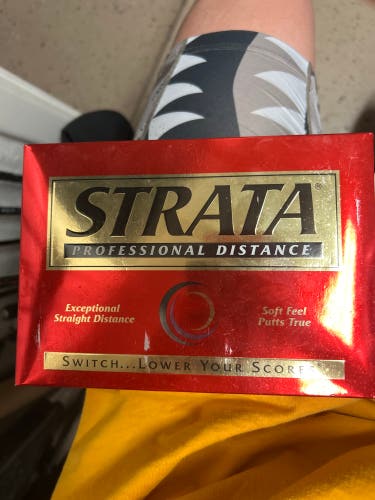 STRATA®
PROFESSIONAL DISTANCE
Exceptional
Straight Distance
Soft Feel
Putts True
SWITCH...LOWER YOUR SCORES